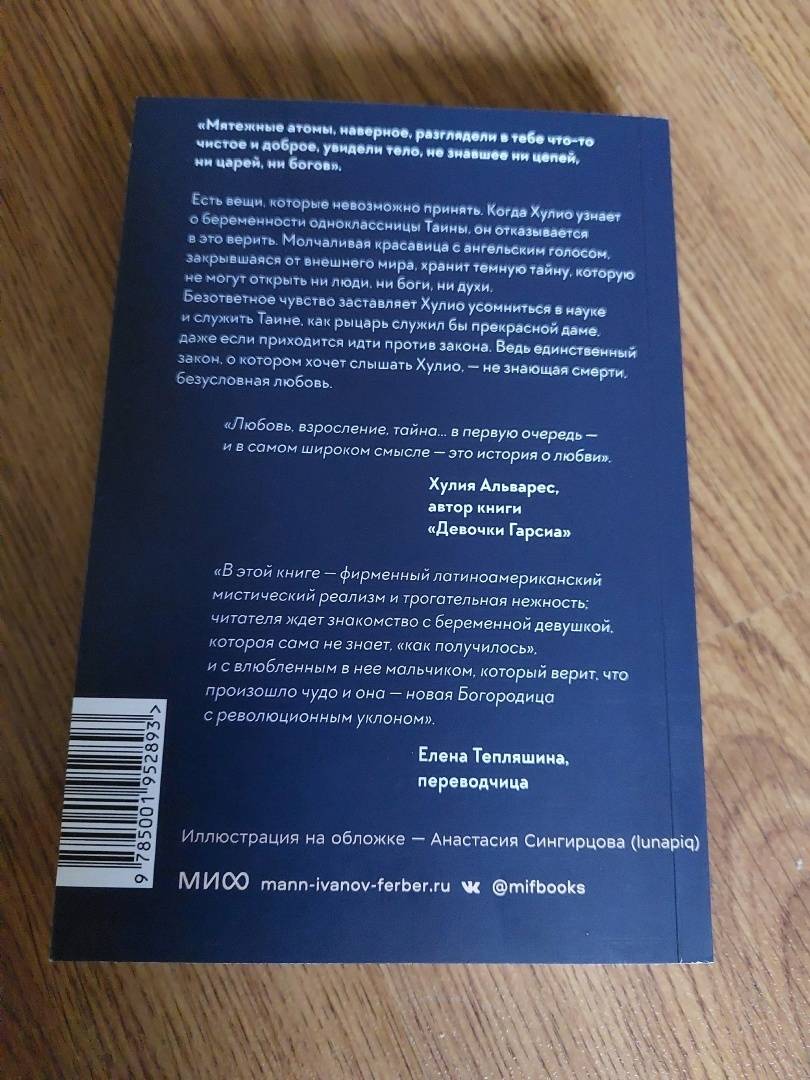 «Мятежные атомы, наверное, разглядели в тебе что-то
чистое и доброе, увидели тело, не знавшее ни цепей,
ни царей, ни богов».
Есть вещи, которые невозможно принять. Когда Хулио узнает
о беременности одноклассницы Таины, он отказывается
в это верить. Молчаливая красавица с ангельским голосом,
закрывшаяся от внешнего мира, хранит темную тайну, которую
не могут открыть ни люди, ни боги, ни духи.
Безответное чувство заставляет Хулио усомниться в науке
и служить Таине, как рыцарь служил бы прекрасной даме,
даже если приходится идти против закона. Ведь единственный
закон, о котором хочет слышать Хулио, — не знающая смерти,
безусловная любовь.
«Любовь, взросление, тайна... в первую очередь —
и в самом широком смысле — это история о любви».
Хулия Альварес,
автор книги
«Девочки Гарсиа»
«В этой книге — фирменный латиноамериканский
мистический реализм и трогательная нежность;
читателя ждет знакомство с беременной девушкой,
которая сама не знает, «как получилось»,
и с влюбленным в нее мальчиком, который верит, что
произошло чудо и она — новая Богородица
с революционным уклоном».
Елена Тепляшина,
переводчица
Иллюстрация на обложке — Анастасия Сингирцова (lunapiq)
МИФ mann-ivanov-ferber.ru @mifbooks
9 785001 952893 >